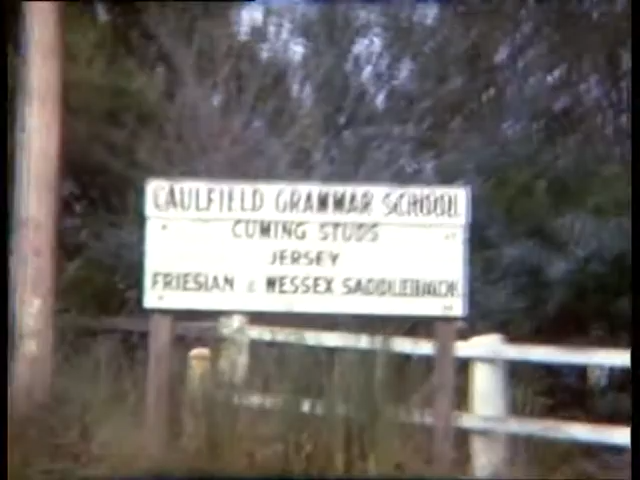 CAULFIELD GRAMMAR SCHOOL
CUMING STUDS
JERSEY
FRIESIAN & WESSEX SADDLEBACK